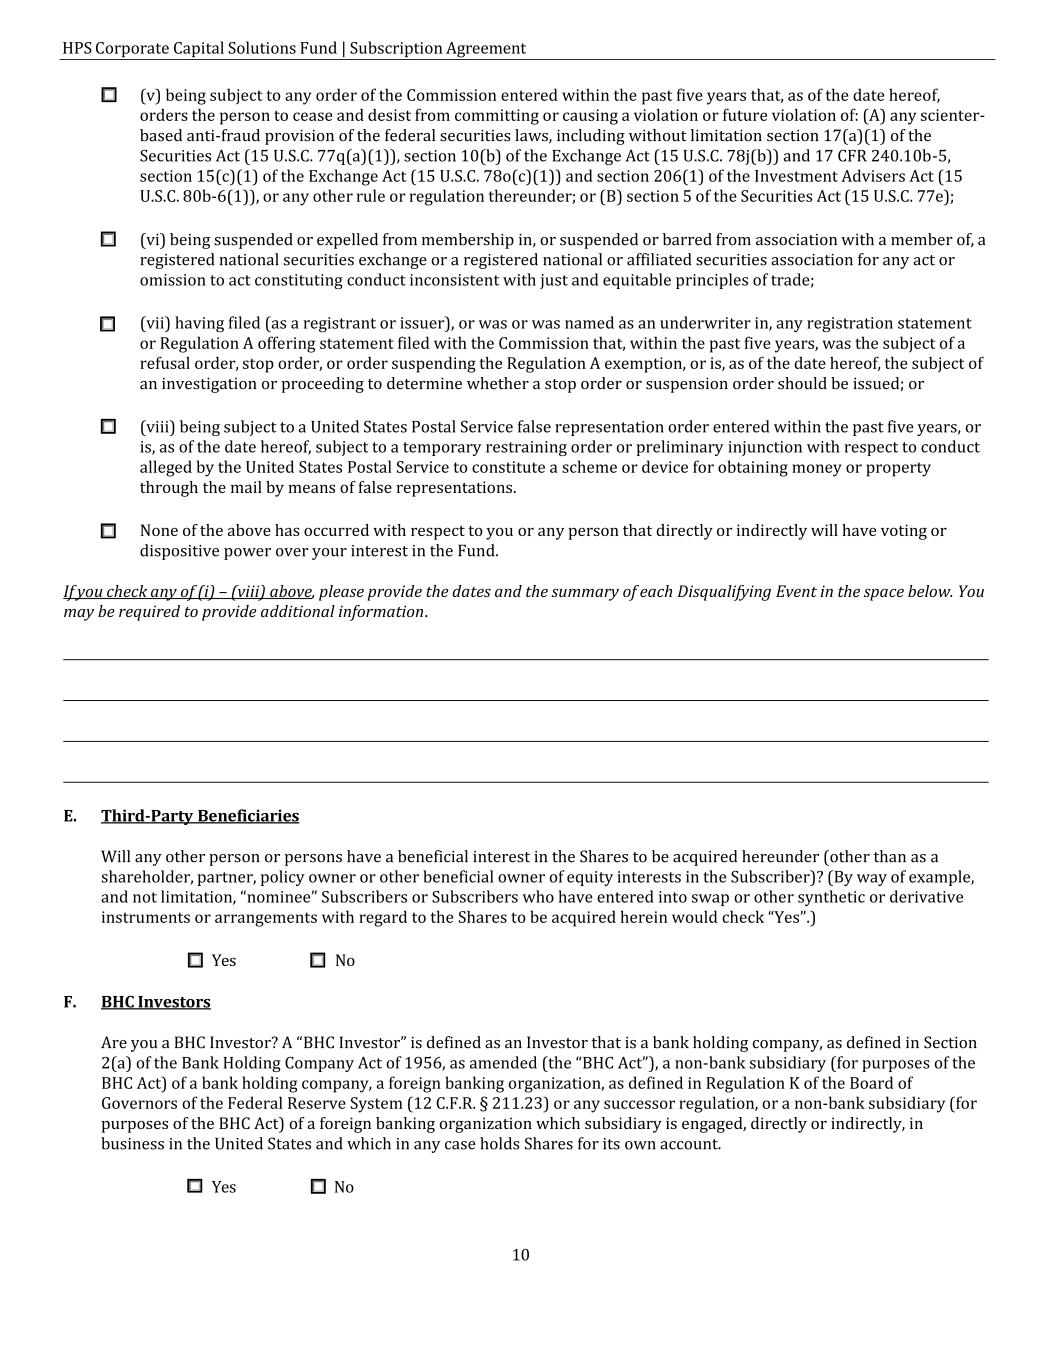 HPS Corporate Capital Solutions Fund | Subscription Agreement
(v) being subject to any order of the Commission entered within the past five years that, as of the date hereof,
orders the person to cease and desist from committing or causing a violation or future violation of: (A) any scienter-
based anti-fraud provision of the federal securities laws, including without limitation section 17(a)(1) of the
Securities Act (15 U.S.C. 77q(a)(1)), section 10(b) of the Exchange Act (15 U.S.C. 78j(b)) and 17 CFR 240.10b-5,
section 15(c)(1) of the Exchange Act (15 U.S.C. 78o(c)(1)) and section 206(1) of the Investment Advisers Act (15
U.S.C. 80b-6(1)), or any other rule or regulation thereunder; or (B) section 5 of the Securities Act (15 U.S.C. 77e);
(vi) being suspended or expelled from membership in, or suspended or barred from association with a member of, a
registered national securities exchange or a registered national or affiliated securities association for any act or
omission to act constituting conduct inconsistent with just and equitable principles of trade;
(vii) having filed (as a registrant or issuer), or was or was named as an underwriter in, any registration statement
or Regulation A offering statement filed with the Commission that, within the past five years, was the subject of a
refusal order, stop order, or order suspending the Regulation A exemption, or is, as of the date hereof, the subject of
an investigation or proceeding to determine whether a stop order or suspension order should be issued; or
(viii) being subject to a United States Postal Service false representation order entered within the past five years, or
is, as of the date hereof, subject to a temporary restraining order or preliminary injunction with respect to conduct
alleged by the United States Postal Service to constitute a scheme or device for obtaining money or property
through the mail by means of false representations.
None of the above has occurred with respect to you or any person that directly or indirectly will have voting or
dispositive power over your interest in the Fund.
If you check any of (i) – (viii) above, please provide the dates and the summary of each Disqualifying Event in the space below. You
may be required to provide additional information.
E. Third-Party Beneficiaries
Will any other person or persons have a beneficial interest in the Shares to be acquired hereunder (other than as a
shareholder, partner, policy owner or other beneficial owner of equity interests in the Subscriber)? (By way of example,
and not limitation, “nominee” Subscribers or Subscribers who have entered into swap or other synthetic or derivative
instruments or arrangements with regard to the Shares to be acquired herein would check “Yes”.)
Yes No
F. BHC Investors
Are you a BHC Investor? A “BHC Investor” is defined as an Investor that is a bank holding company, as defined in Section
2(a) of the Bank Holding Company Act of 1956, as amended (the “BHC Act”), a non-bank subsidiary (for purposes of the
BHC Act) of a bank holding company, a foreign banking organization, as defined in Regulation K of the Board of
Governors of the Federal Reserve System (12 C.F.R. § 211.23) or any successor regulation, or a non-bank subsidiary (for
purposes of the BHC Act) of a foreign banking organization which subsidiary is engaged, directly or indirectly, in
business in the United States and which in any case holds Shares for its own account.
Yes No
10